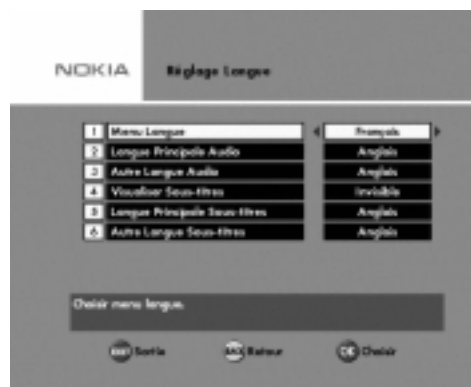 NOKIA Réglage Langue
1 Menu Langue Français
2 Langue Principale Audio Anglais
3 Autre Langue Audio Anglais
4 Visualiser Sous-titres Invisible
5 Langue Principale Sous-titres Anglais
6 Autre Langue Sous-titres Anglais
Choisir menu langue.
EXIT Sortie BACK Retour OK Choisir